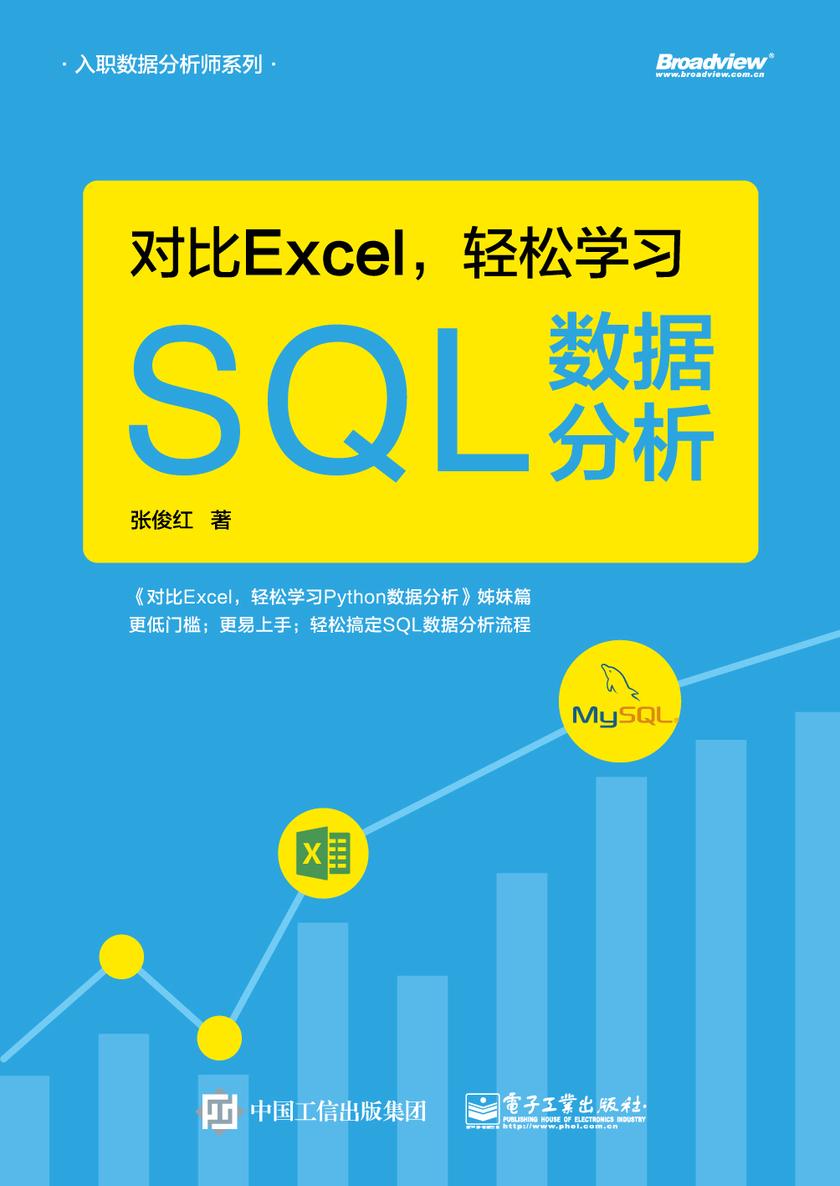 · 入职数据分析师系列 ·
Broadview®
www.broadview.com.cn
对比Excel，轻松学习
SQL数据分析
张俊红 著
《对比Excel，轻松学习Python数据分析》姊妹篇
更低门槛；更易上手；轻松搞定SQL数据分析流程
MySQL®
X
中国工信出版集团
電子工業出版社·
PUBLISHING HOUSE OF ELECTRONICS INDUSTRY
http://www.phei.com.cn